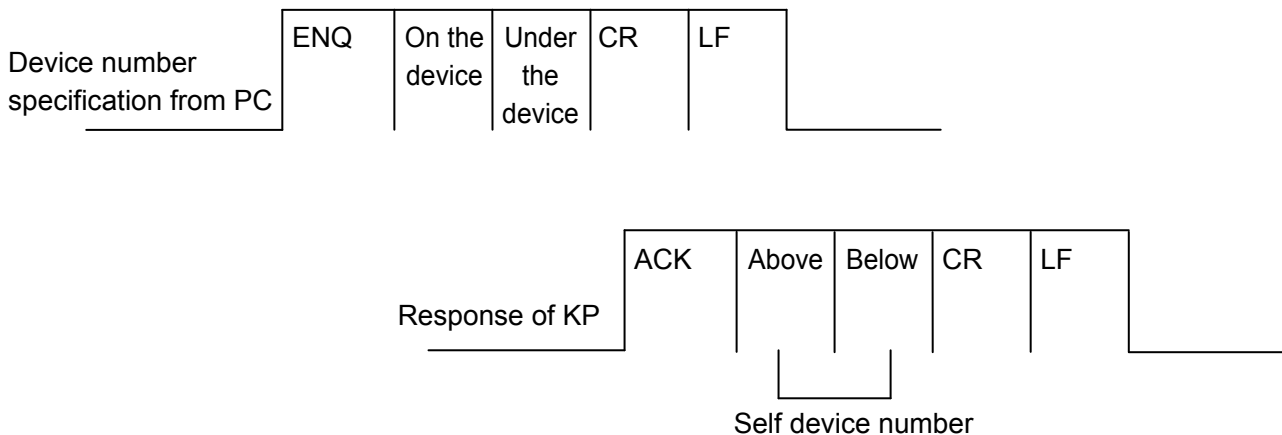 Device number
specification from PC
ENQ
On the
device
Under
the
device
CR
LF
Response of KP
ACK
Above
Below
CR
LF
Self device number